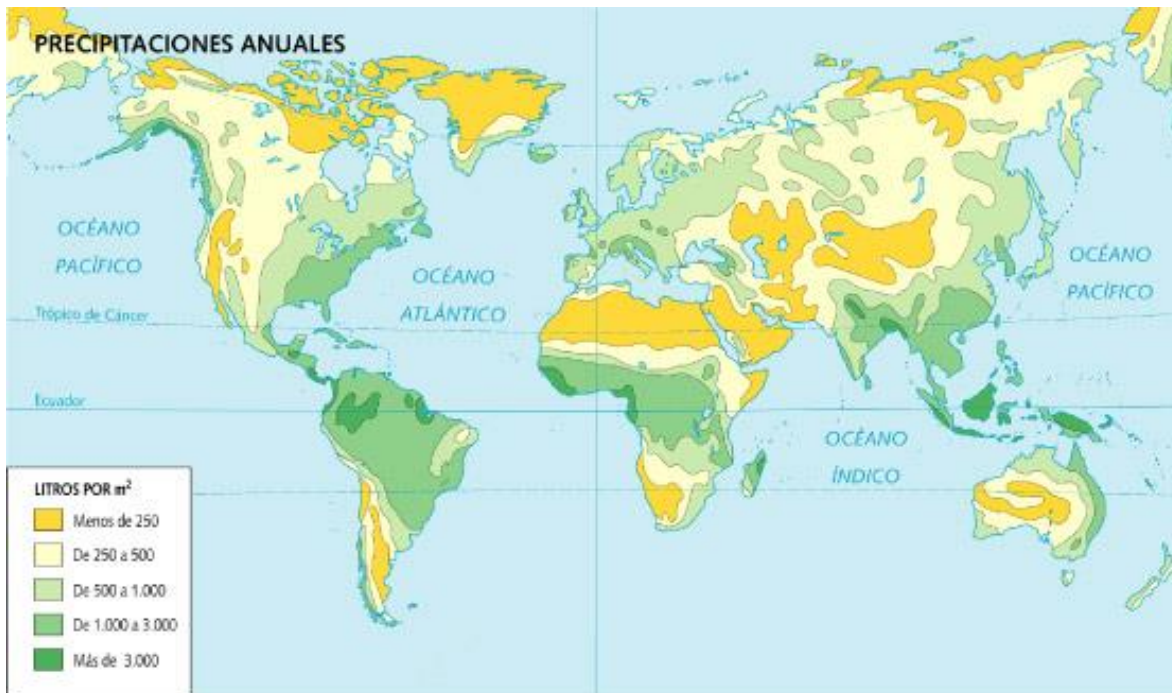 PRECIPITACIONES ANUALES
OCÉANO
PACÍFICO
OCÉANO
ATLÁNTICO
OCÉANO
PACÍFICO
Trópico de Cáncer
Ecuador
OCÉANO
ÍNDICO
LITROS POR m²
Menos de 250
De 250 a 500
De 500 a 1.000
De 1.000 a 3.000
Más de 3.000